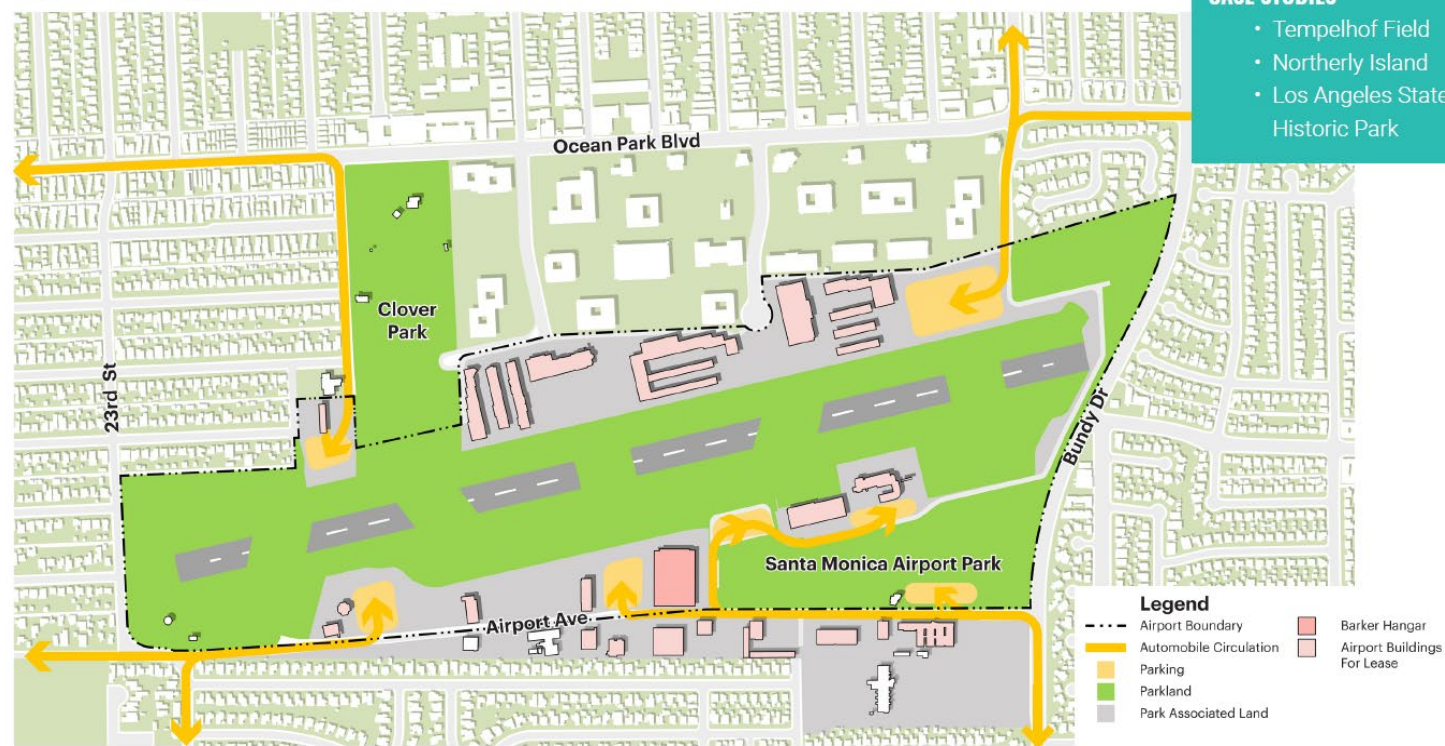 CASE STUDIES
• Tempelhof Field
• Northerly Island
• Los Angeles State
Historic Park
Ocean Park Blvd
Clover
Park
23rd St
Bundy Dr
Santa Monica Airport Park
Airport Ave
Legend
Airport Boundary
Automobile Circulation
Parking
Parkland
Park Associated Land
Barker Hangar
Airport Buildings
For Lease